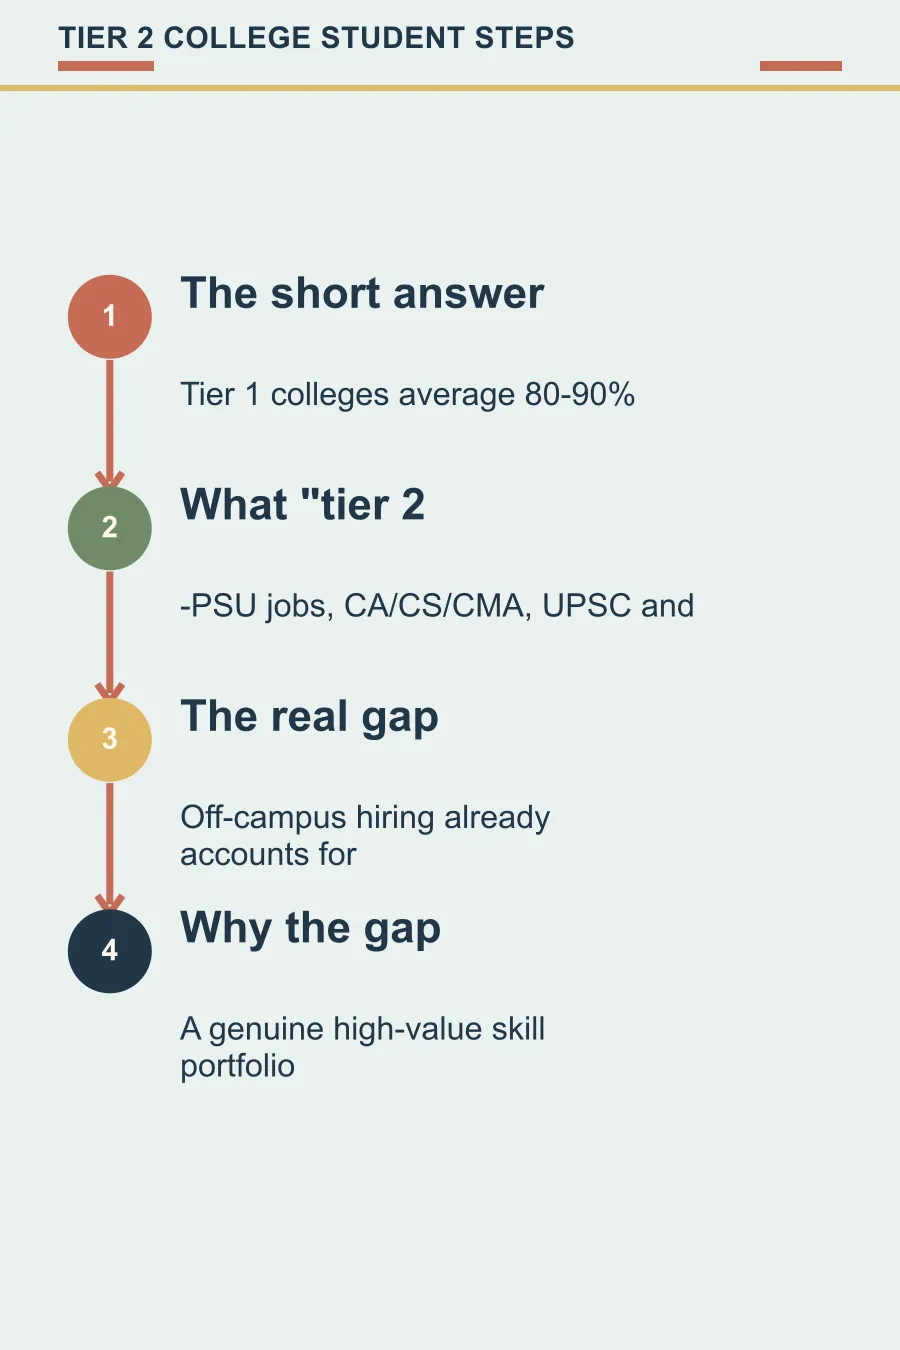 TIER 2 COLLEGE STUDENT STEPS
1
The short answer
Tier 1 colleges average 80-90%
2
What "tier 2
-PSU jobs, CA/CS/CMA, UPSC and
3
The real gap
Off-campus hiring already
accounts for
4
Why the gap
A genuine high-value skill
portfolio